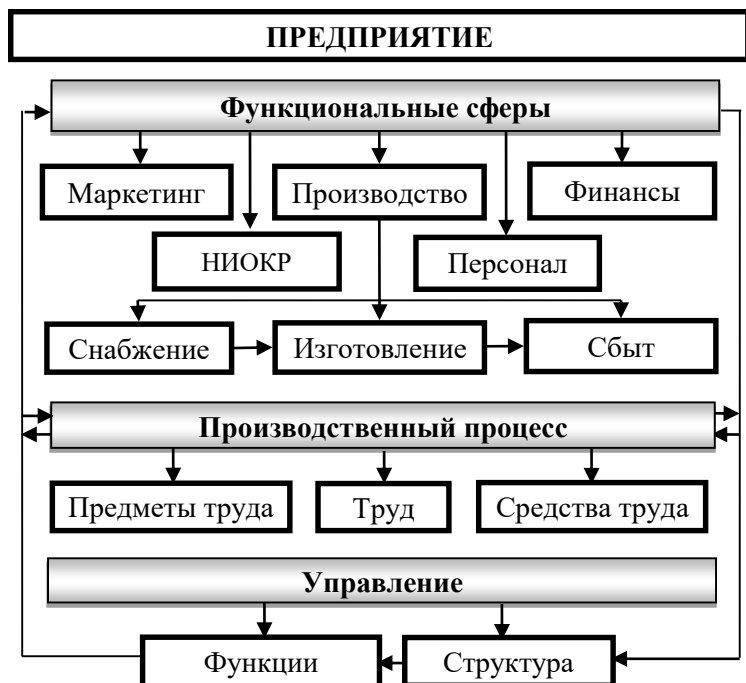 ПРЕДПРИЯТИЕ
Функциональные сферы
Маркетинг
Производство
Финансы
НИОКР
Персонал
Снабжение
Изготовление
Сбыт
Производственный процесс
Предметы труда
Труд
Средства труда
Управление
Функции
Структура